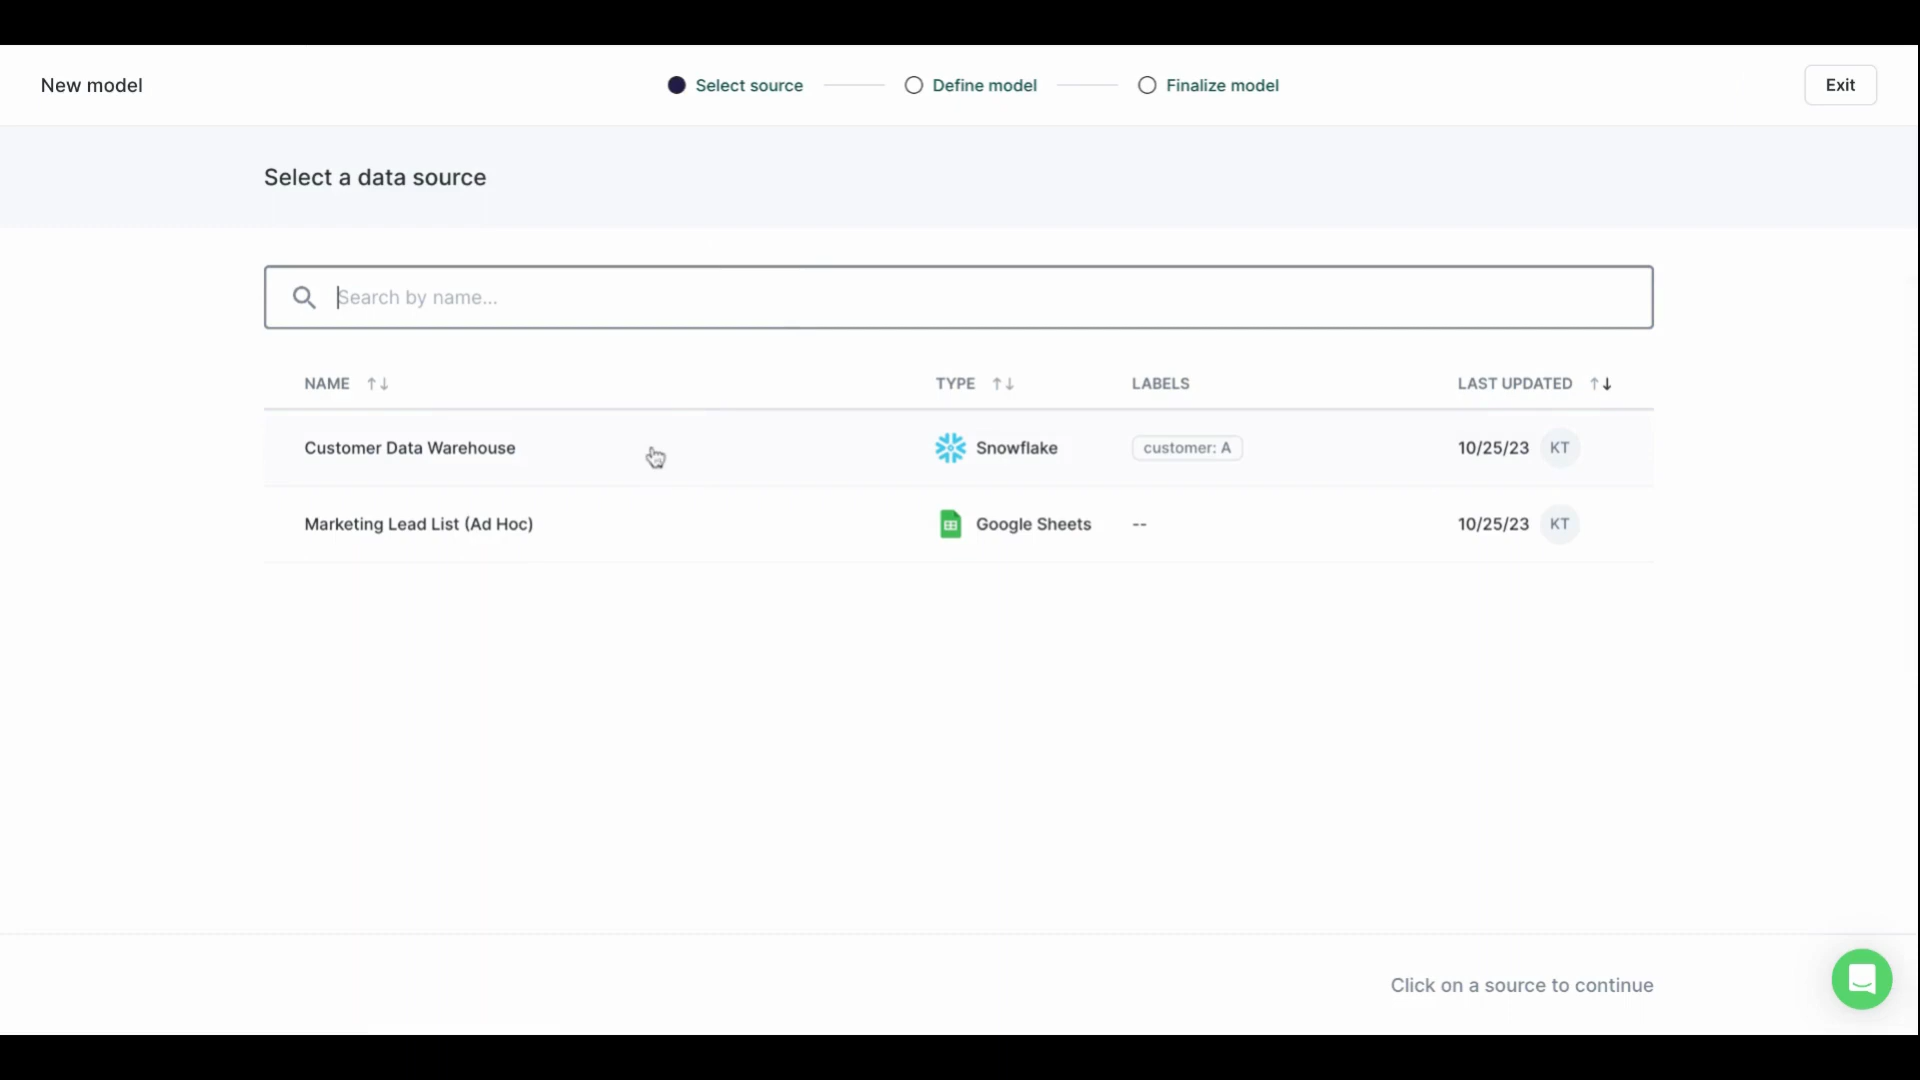 New model
Select source
Define model
Finalize model
Exit
Select a data source
Search by name...
NAME
TYPE
LABELS
LAST UPDATED
Customer Data Warehouse
Snowflake
customer: A
10/25/23
KT
Marketing Lead List (Ad Hoc)
Google Sheets
--
10/25/23
KT
Click on a source to continue